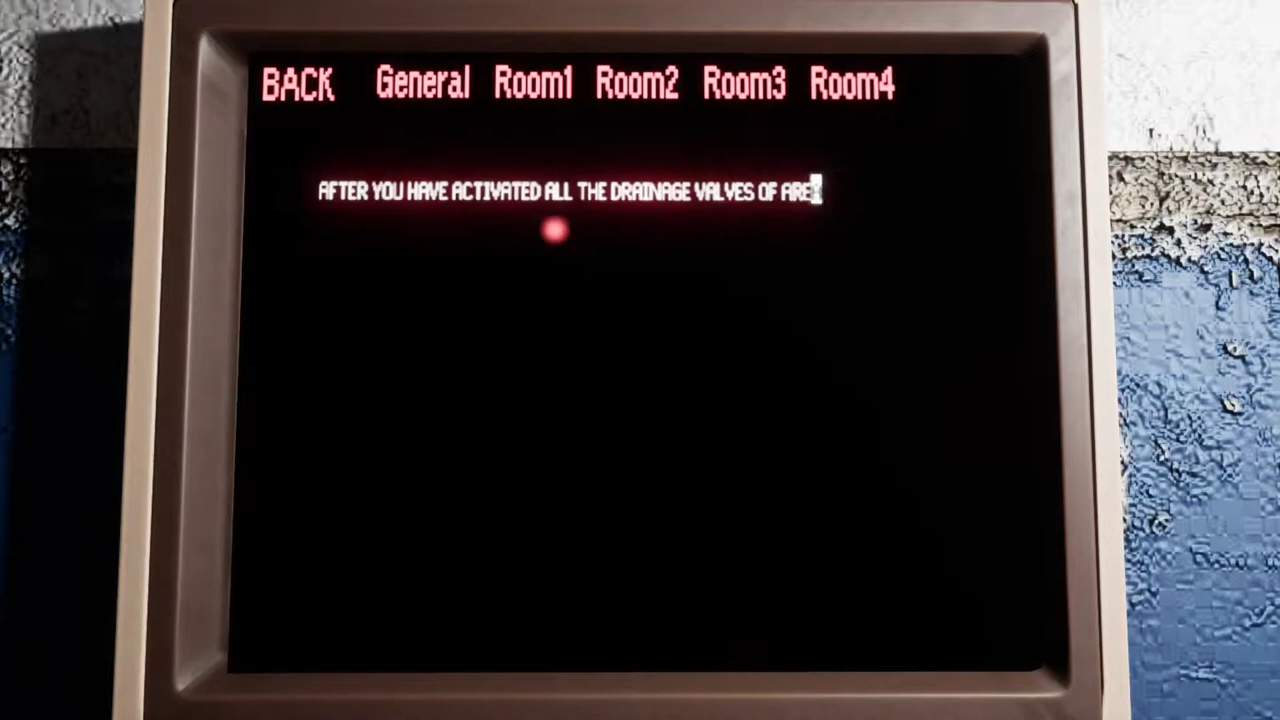 BACK General Room1 Room2 Room3 Room4
AFTER YOU HAVE ACTIVATED ALL THE DRAINAGE VALVES OF ARE